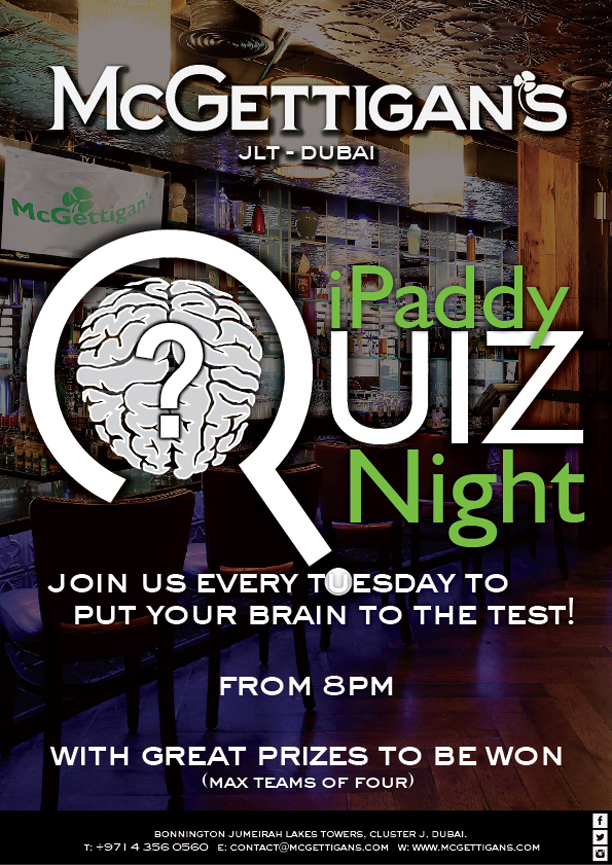 McGettigan's
JLT - DUBAI
McGettigan's
iPaddy
QUIZ
Night
?
JOIN US EVERY TUESDAY TO
PUT YOUR BRAIN TO THE TEST!
FROM 8PM
WITH GREAT PRIZES TO BE WON
(MAX TEAMS OF FOUR)
BONNINGTON JUMEIRAH LAKES TOWERS, CLUSTER J, DUBAI.
T: +971 4 356 0560 E: CONTACT@MCGETTIGANS.COM W: WWW.MCGETTIGANS.COM